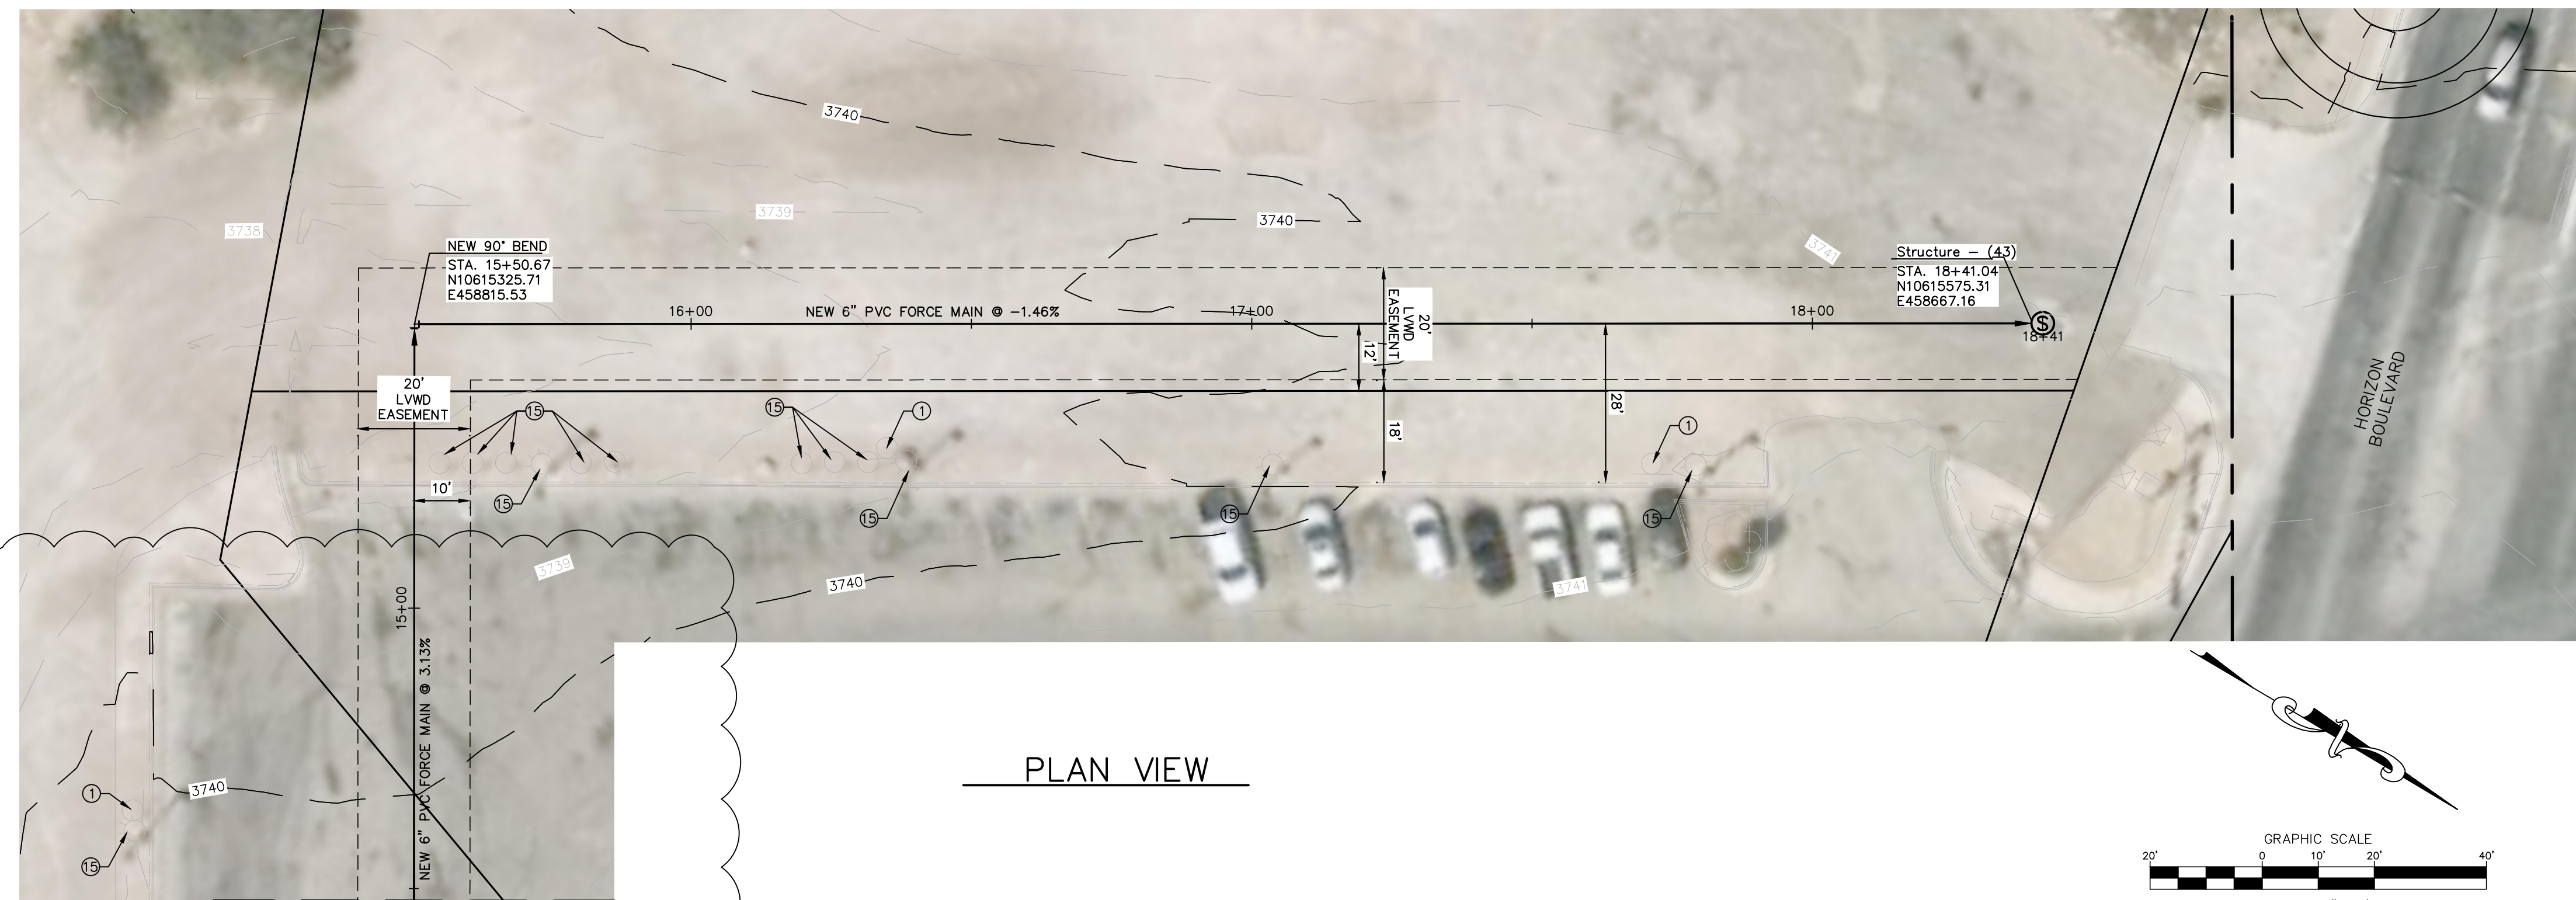 3740
3739
3738
3740
3741
NEW 90° BEND
STA. 15+50.67
N10615325.71
E458815.53
Structure - (43)
STA. 18+41.04
N10615575.31
E458667.16
16+00
NEW 6" PVC FORCE MAIN @ -1.46%
17+00
18+00
18+41
S
20'
LVWD
EASEMENT
12'
20'
LVWD
EASEMENT
28'
18'
15
15
1
1
10'
15
15
15
15
HORIZON
BOULEVARD
3739
3740
3741
15+00
NEW 6" PVC FORCE MAIN @ 3.13%
3740
1
15
PLAN VIEW
GRAPHIC SCALE
20'
0
10'
20'
40'